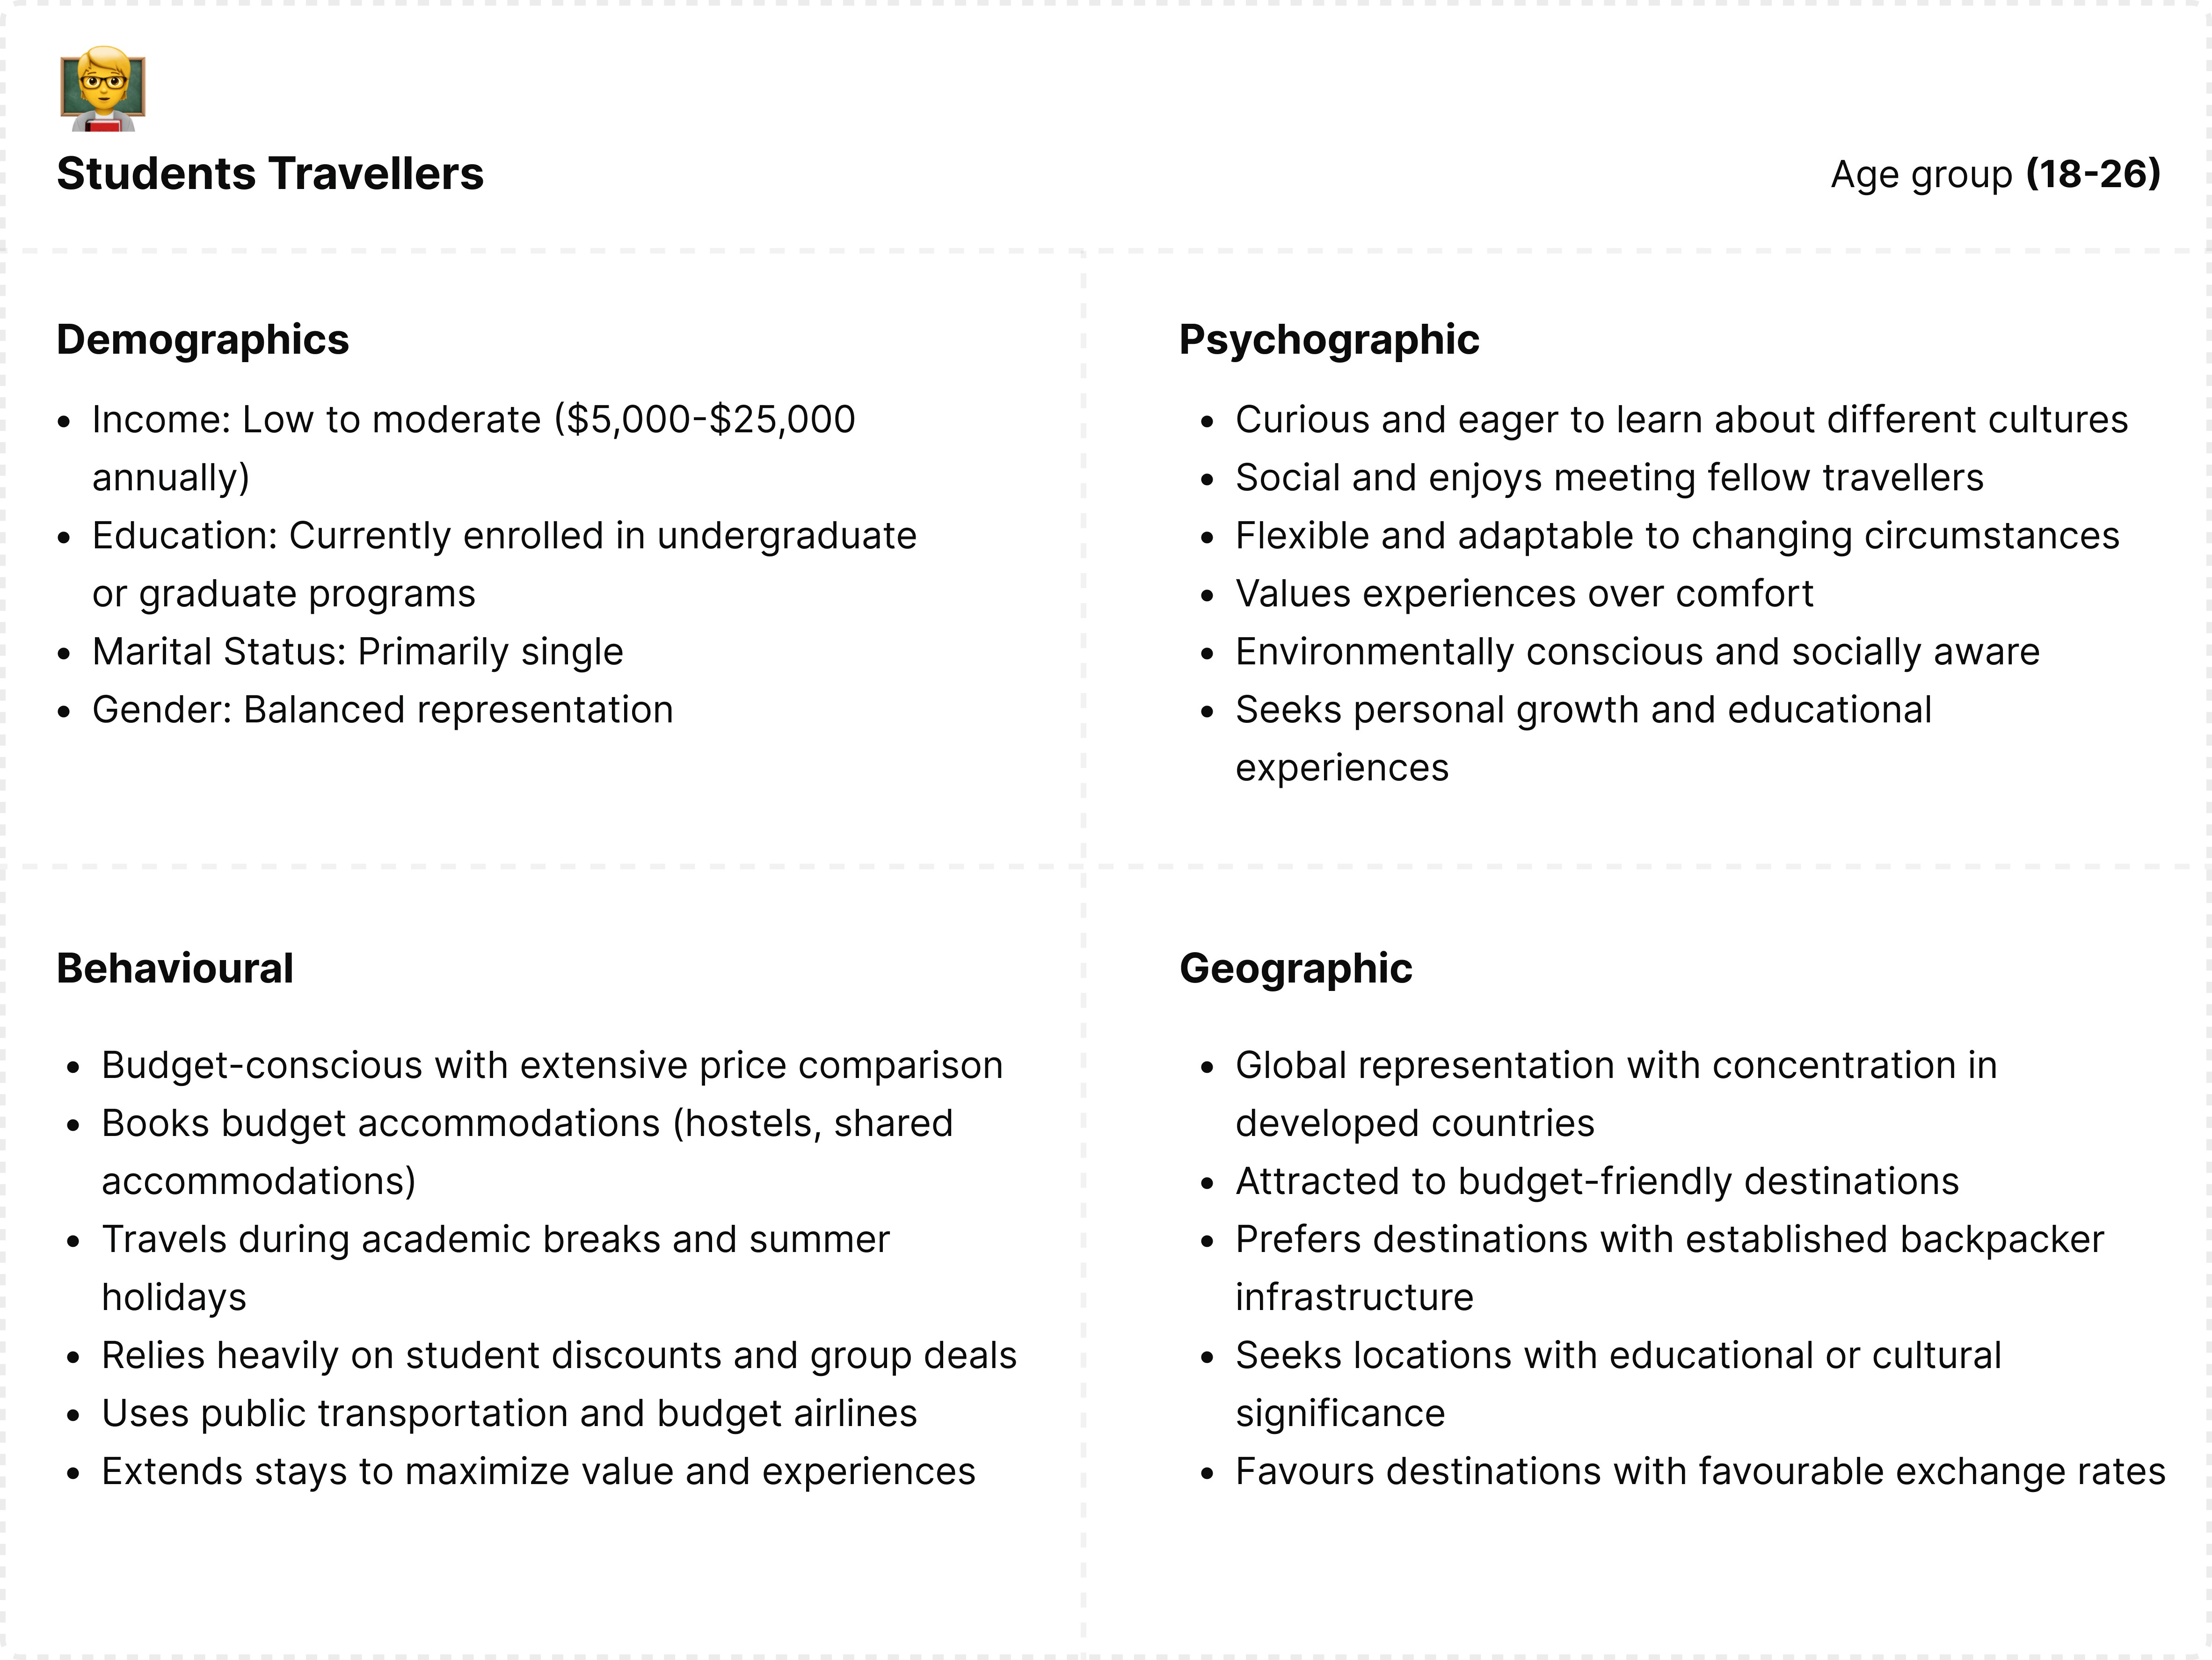 Students Travellers
Age group (18-26)
Demographics
• Income: Low to moderate ($5,000-$25,000
annually)
• Education: Currently enrolled in undergraduate
or graduate programs
• Marital Status: Primarily single
• Gender: Balanced representation
Psychographic
• Curious and eager to learn about different cultures
• Social and enjoys meeting fellow travellers
• Flexible and adaptable to changing circumstances
• Values experiences over comfort
• Environmentally conscious and socially aware
• Seeks personal growth and educational
experiences
Behavioural
• Budget-conscious with extensive price comparison
• Books budget accommodations (hostels, shared
accommodations)
• Travels during academic breaks and summer
holidays
• Relies heavily on student discounts and group deals
• Uses public transportation and budget airlines
• Extends stays to maximize value and experiences
Geographic
• Global representation with concentration in
developed countries
• Attracted to budget-friendly destinations
• Prefers destinations with established backpacker
infrastructure
• Seeks locations with educational or cultural
significance
• Favours destinations with favourable exchange rates